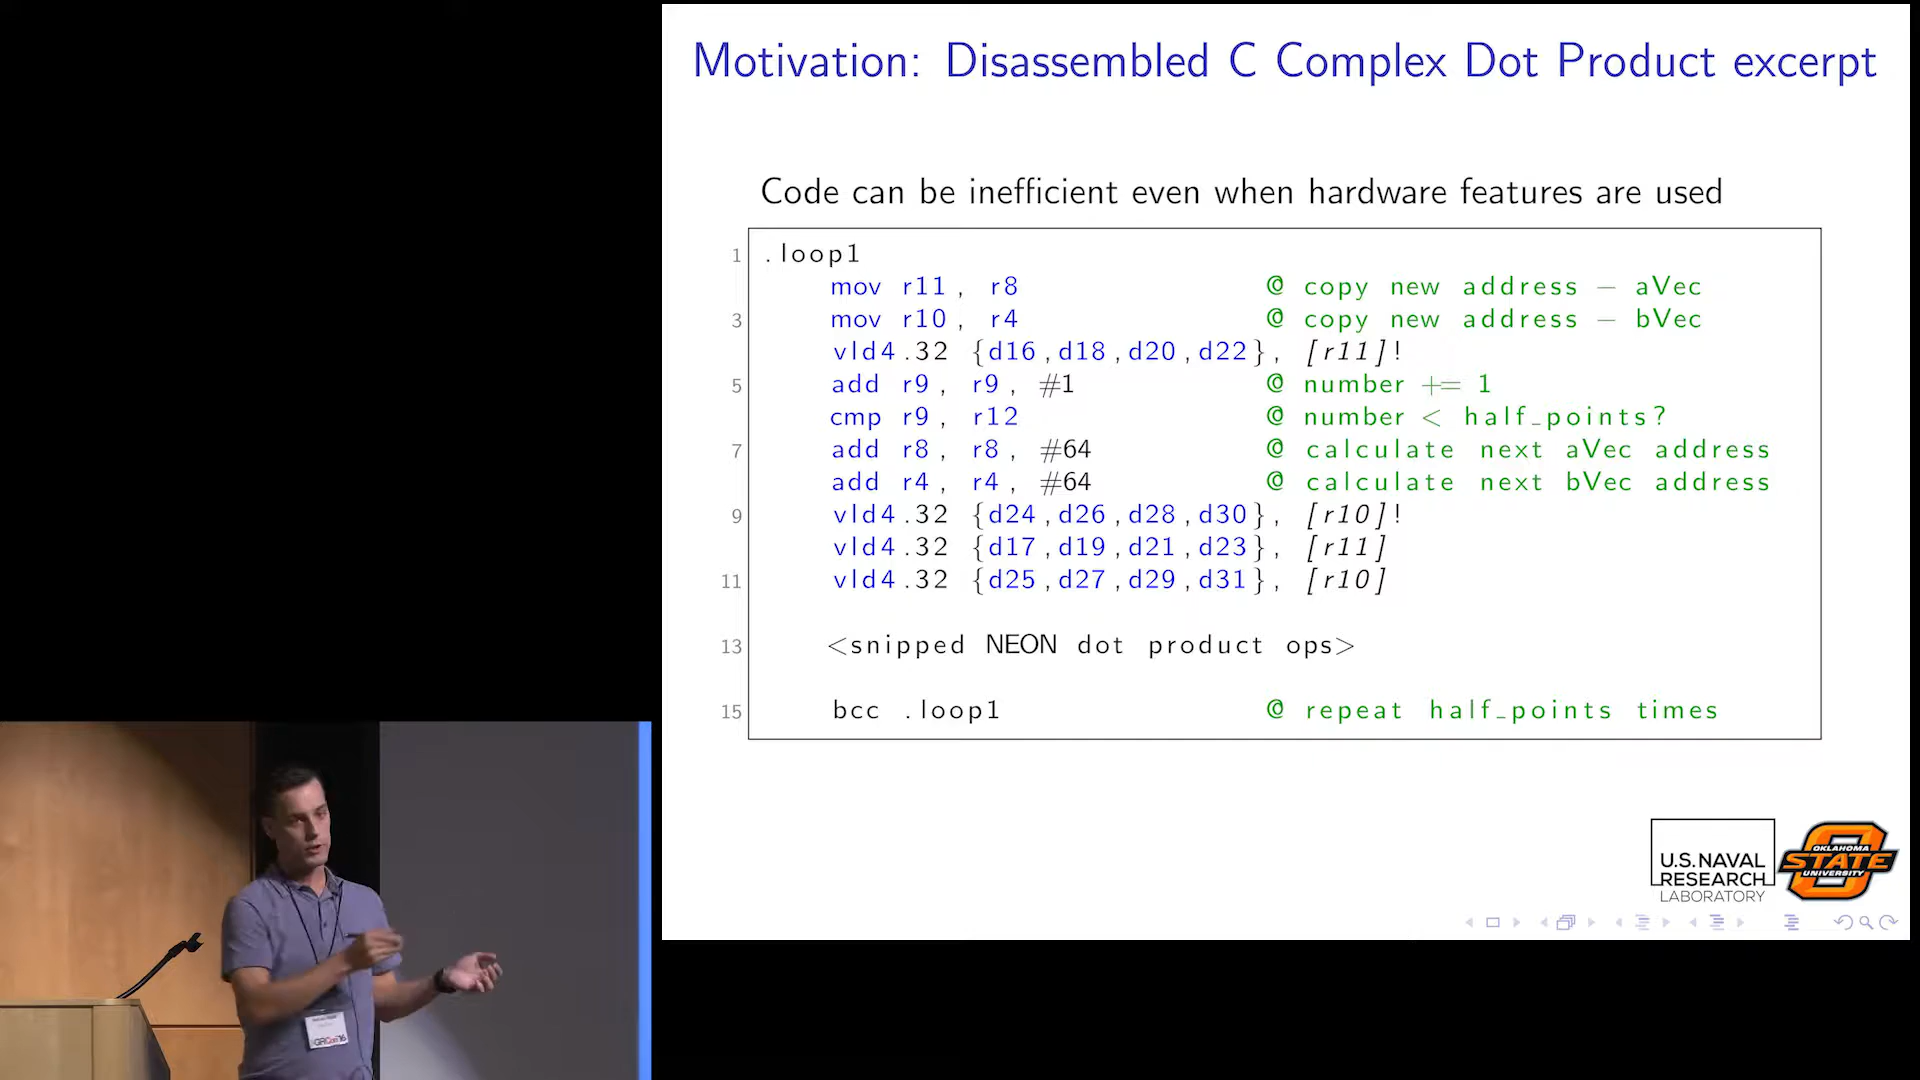 Motivation: Disassembled C Complex Dot Product excerpt
Code can be inefficient even when hardware features are used
1 .loop1
mov r11, r8 @ copy new address − aVec
3 mov r10, r4 @ copy new address − bVec
vld4.32 {d16,d18,d20,d22}, [r11]!
5 add r9, r9, #1 @ number += 1
cmp r9, r12 @ number < half_points?
7 add r8, r8, #64 @ calculate next aVec address
add r4, r4, #64 @ calculate next bVec address
9 vld4.32 {d24,d26,d28,d30}, [r10]!
vld4.32 {d17,d19,d21,d23}, [r11]
11 vld4.32 {d25,d27,d29,d31}, [r10]
13 <snipped NEON dot product ops>
15 bcc .loop1 @ repeat half_points times
U.S. NAVAL
RESEARCH
LABORATORY
OKLAHOMA
STATE
UNIVERSITY